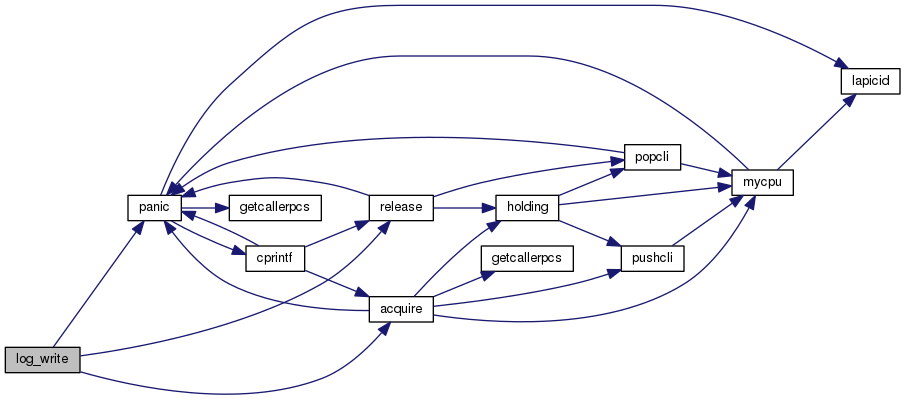 lapicid
popcli
mycpu
panic
getcallerpcs
release
holding
cprintf
getcallerpcs
pushcli
acquire
log_write